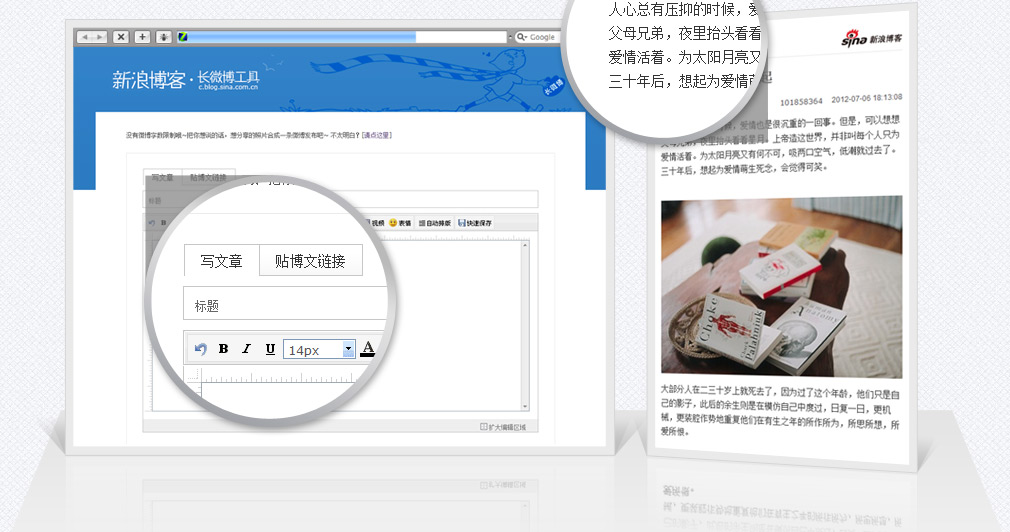 Google
新浪博客·长微博工具
c.blog.sina.com.cn
长微博
没有微博字数限制哦~把你想说的话，想分享的照片合成一条微博发布吧~ 不太明白？[请点这里]
写文章 贴博文链接
标题
视频 表情 自动排版 快速保存
写文章 贴博文链接
标题
B I U 14px A
扩大编辑区域
人心总有压抑的时候，爱
父母兄弟，夜里抬头看看
爱情活着。为太阳月亮又
三十年后，想起为爱情萌
sina 新浪博客
起
101858364 2012-07-06 18:13:08
候，爱情也是很沉重的一回事。但是，可以想想
父母兄弟，夜里抬头看看星月。上帝造这世界，并非叫每个人只为
爱情活着。为太阳月亮又有何不可，吸两口空气，低潮就过去了。
三十年后，想起为爱情萌生死念，会觉得可笑。
Choke
Chuck
Palahniuk
Human
Anatomy
大部分人在二三十岁上就死去了，因为过了这个年龄，他们只是自
己的影子，此后的余生则是在模仿自己中度过，日复一日，更机
械，更装腔作势地重复他们在有生之年的所作所为，所思所想，所
爱所恨。